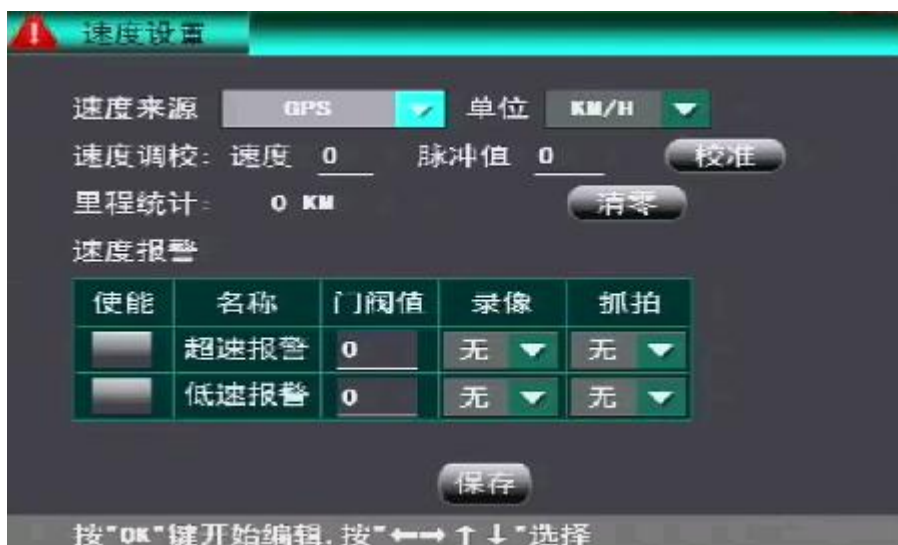 速度设置
速度来源 GPS 单位 KM/H
速度调校: 速度 0 脉冲值 0 校准
里程统计: 0 KM 清零
速度报警
使能 名称 门阀值 录像 抓拍
超速报警 0 无 无
低速报警 0 无 无
保存
按"OK"键开始编辑.按"←→↑↓"选择